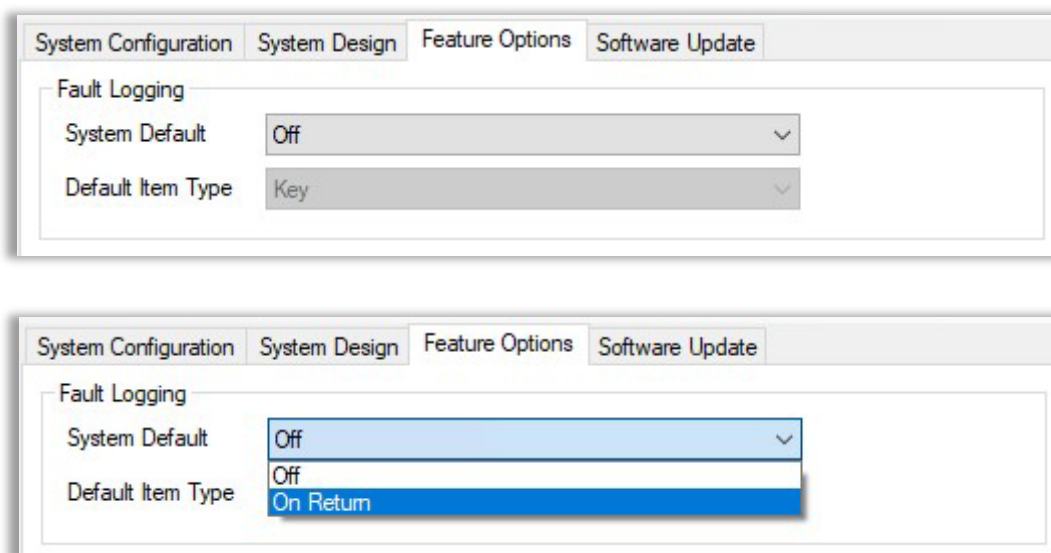 System Configuration System Design Feature Options Software Update
Fault Logging
System Default Off
Default Item Type Key
System Configuration System Design Feature Options Software Update
Fault Logging
System Default Off
Off
Default Item Type
On Return